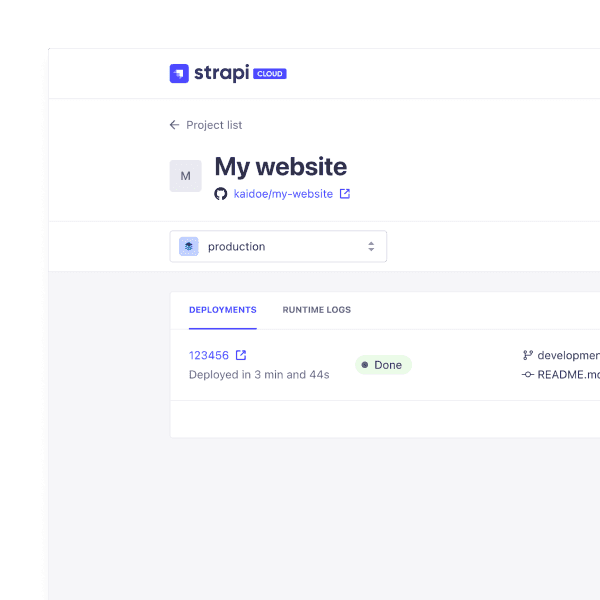 strapi CLOUD
Project list
M
My website
kaidoe/my-website
production
DEPLOYMENTS RUNTIME LOGS
123456 Done developmen
Deployed in 3 min and 44s README.md